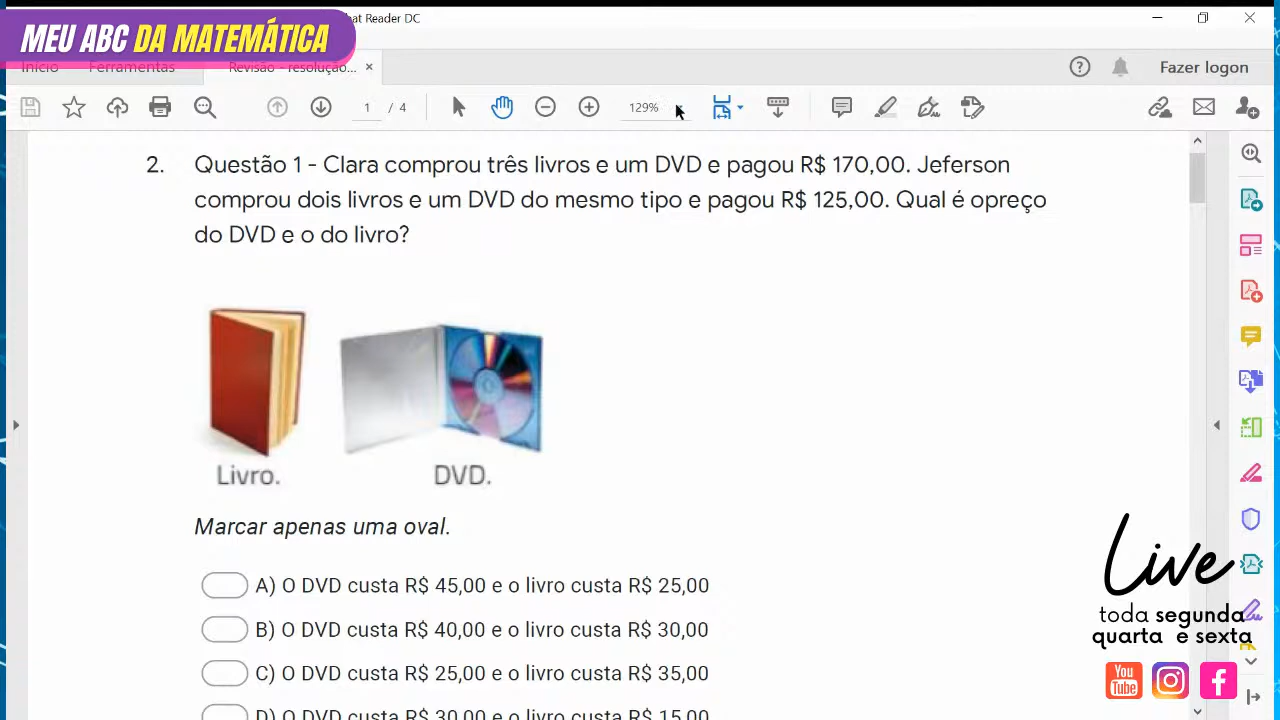 MEU ABC DA MATEMÁTICA
hat Reader DC
Início
Ferramentas
Revisão - resolução...
×
Fazer logon
1 / 4
129%
2. Questão 1 - Clara comprou três livros e um DVD e pagou R$ 170,00. Jeferson
comprou dois livros e um DVD do mesmo tipo e pagou R$ 125,00. Qual é opreço
do DVD e o do livro?
Livro.
DVD.
Marcar apenas uma oval.
A) O DVD custa R$ 45,00 e o livro custa R$ 25,00
B) O DVD custa R$ 40,00 e o livro custa R$ 30,00
C) O DVD custa R$ 25,00 e o livro custa R$ 35,00
D) O DVD custa R$ 30,00 e o livro custa R$ 15,00
Live
toda segunda
quarta e sexta
You
Tube